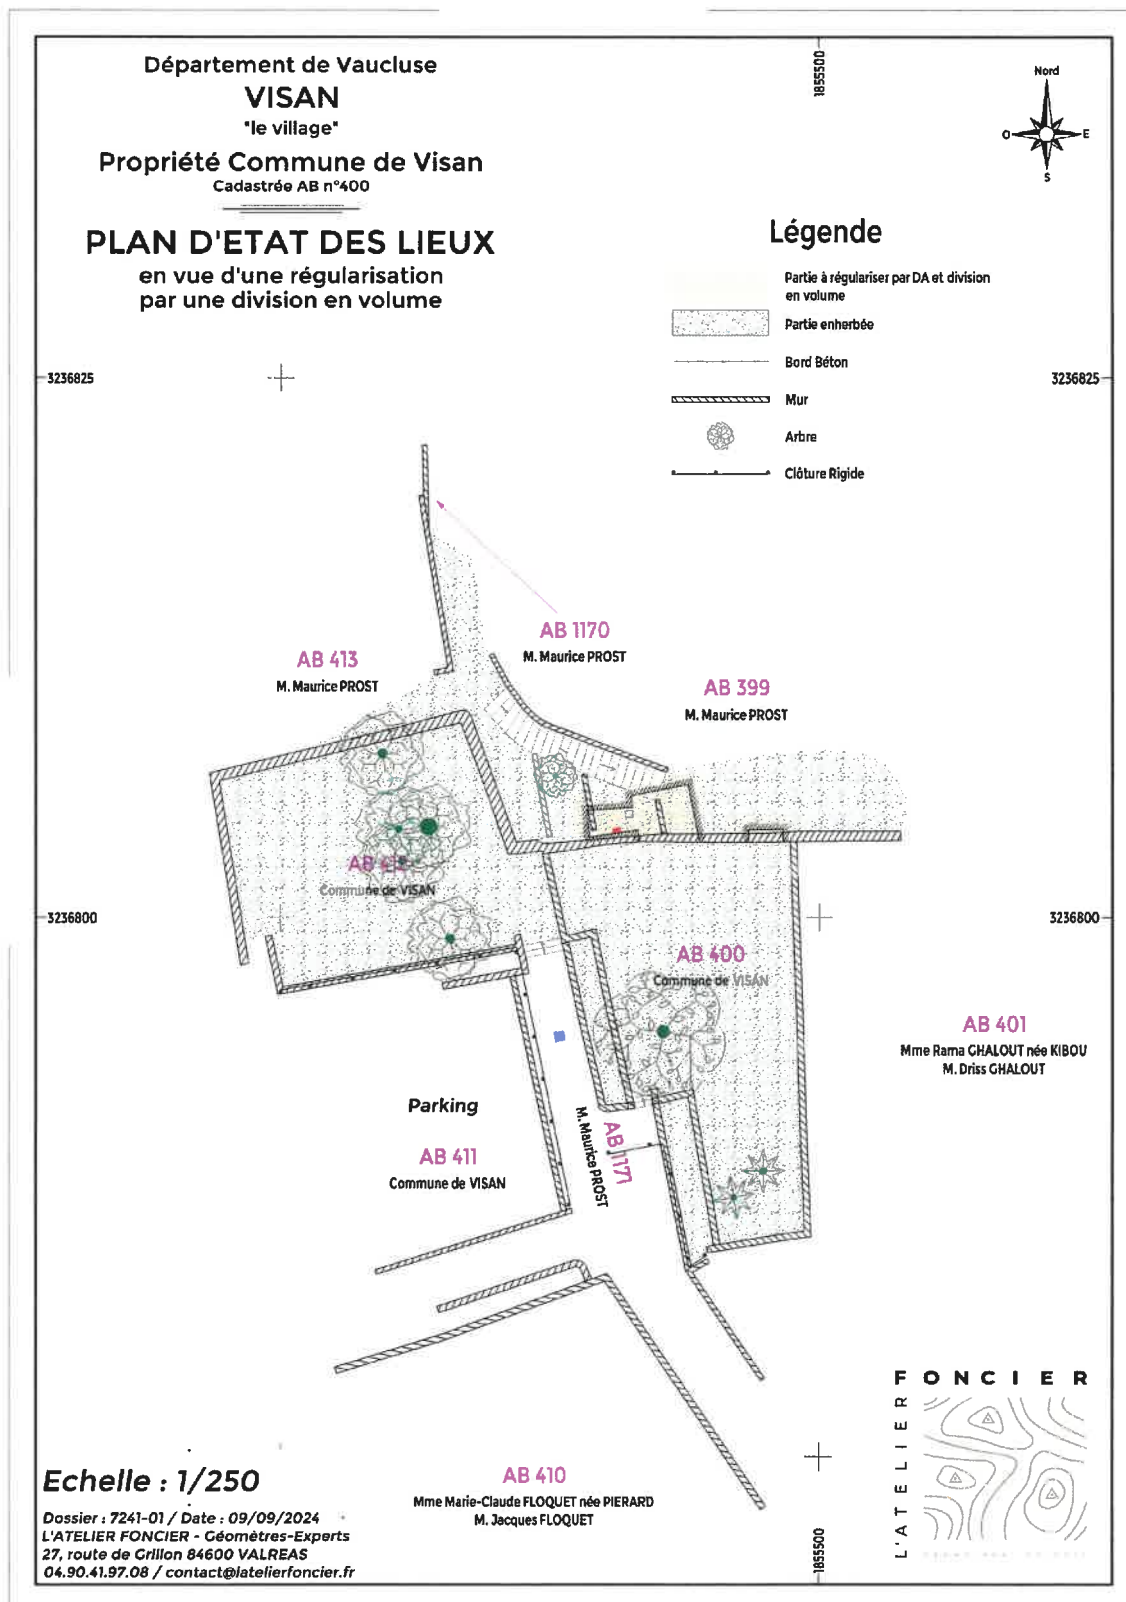 Département de Vaucluse
VISAN
"le village"
Propriété Commune de Visan
Cadastrée AB n°400
PLAN D'ETAT DES LIEUX
en vue d'une régularisation
par une division en volume
1855500
Nord
O
E
S
Légende
Partie à régulariser par DA et division
en volume
Partie enherbée
Bord Béton
Mur
Arbre
Clôture Rigide
3236825
3236825
AB 1170
M. Maurice PROST
AB 413
M. Maurice PROST
AB 399
M. Maurice PROST
AB
Commune de VISAN
3236800
3236800
AB 400
Commune de VISAN
AB 401
Mme Rama GHALOUT née KIBOU
M. Driss GHALOUT
Parking
AB 411
Commune de VISAN
AB 1171
M. Maurice PROST
AB 410
Mme Marie-Claude FLOQUET née PIERARD
M. Jacques FLOQUET
Echelle : 1/250
Dossier : 7241-01 / Date : 09/09/2024
L'ATELIER FONCIER - Géomètres-Experts
27, route de Grillon 84600 VALREAS
04.90.41.97.08 / contact@latelierfoncier.fr
1855500
FONCIER
L'ATELIER